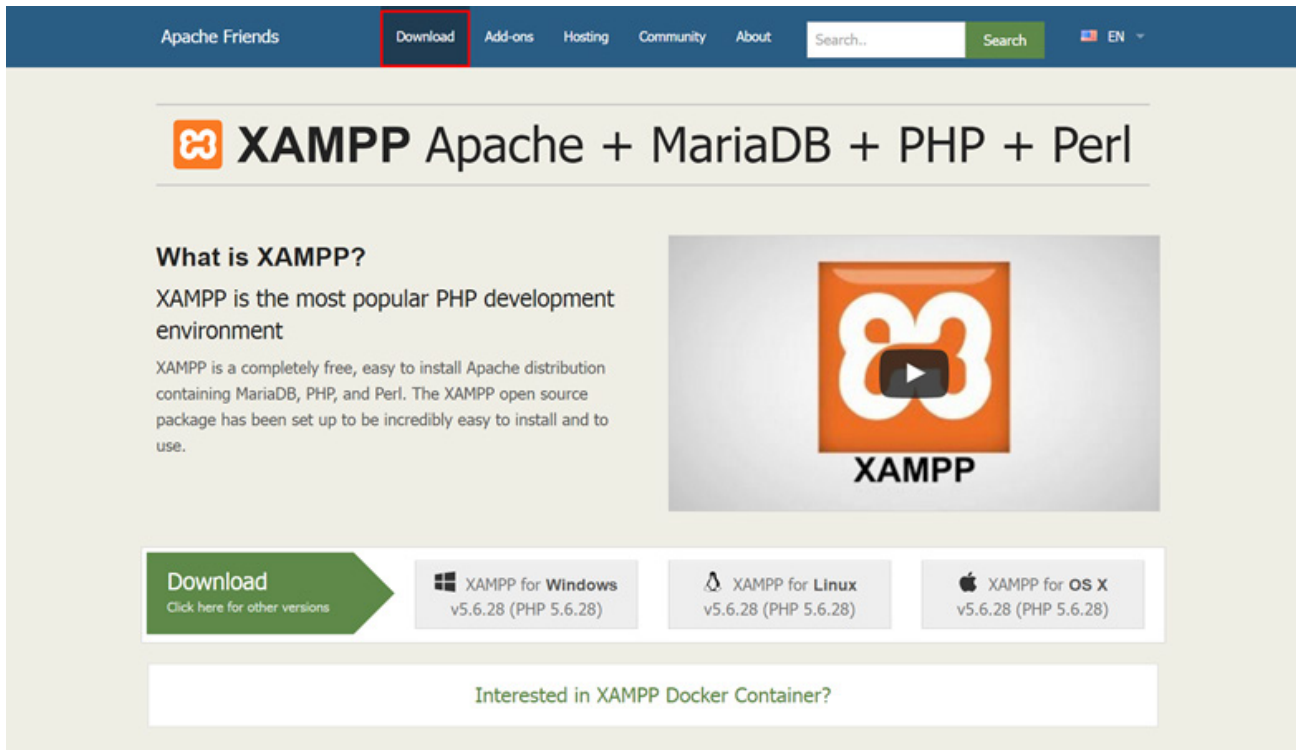 Apache Friends Download Add-ons Hosting Community About Search.. Search EN
XAMPP Apache + MariaDB + PHP + Perl
What is XAMPP?
XAMPP is the most popular PHP development
environment
XAMPP is a completely free, easy to install Apache distribution
containing MariaDB, PHP, and Perl. The XAMPP open source
package has been set up to be incredibly easy to install and to
use.
XAMPP
Download
Click here for other versions
XAMPP for Windows
v5.6.28 (PHP 5.6.28)
XAMPP for Linux
v5.6.28 (PHP 5.6.28)
XAMPP for OS X
v5.6.28 (PHP 5.6.28)
Interested in XAMPP Docker Container?